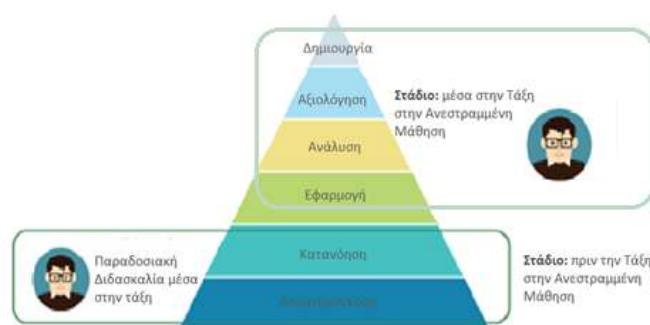 Δημιουργία
Αξιολόγηση
Στάδιο: μέσα στην Τάξη
στην Ανεστραμμένη
Μάθηση
Ανάλυση
Εφαρμογή
Παραδοσιακή
Διδασκαλία μέσα
στην τάξη
Κατανόηση
Στάδιο: πριν την Τάξη
στην Ανεστραμμένη
Μάθηση